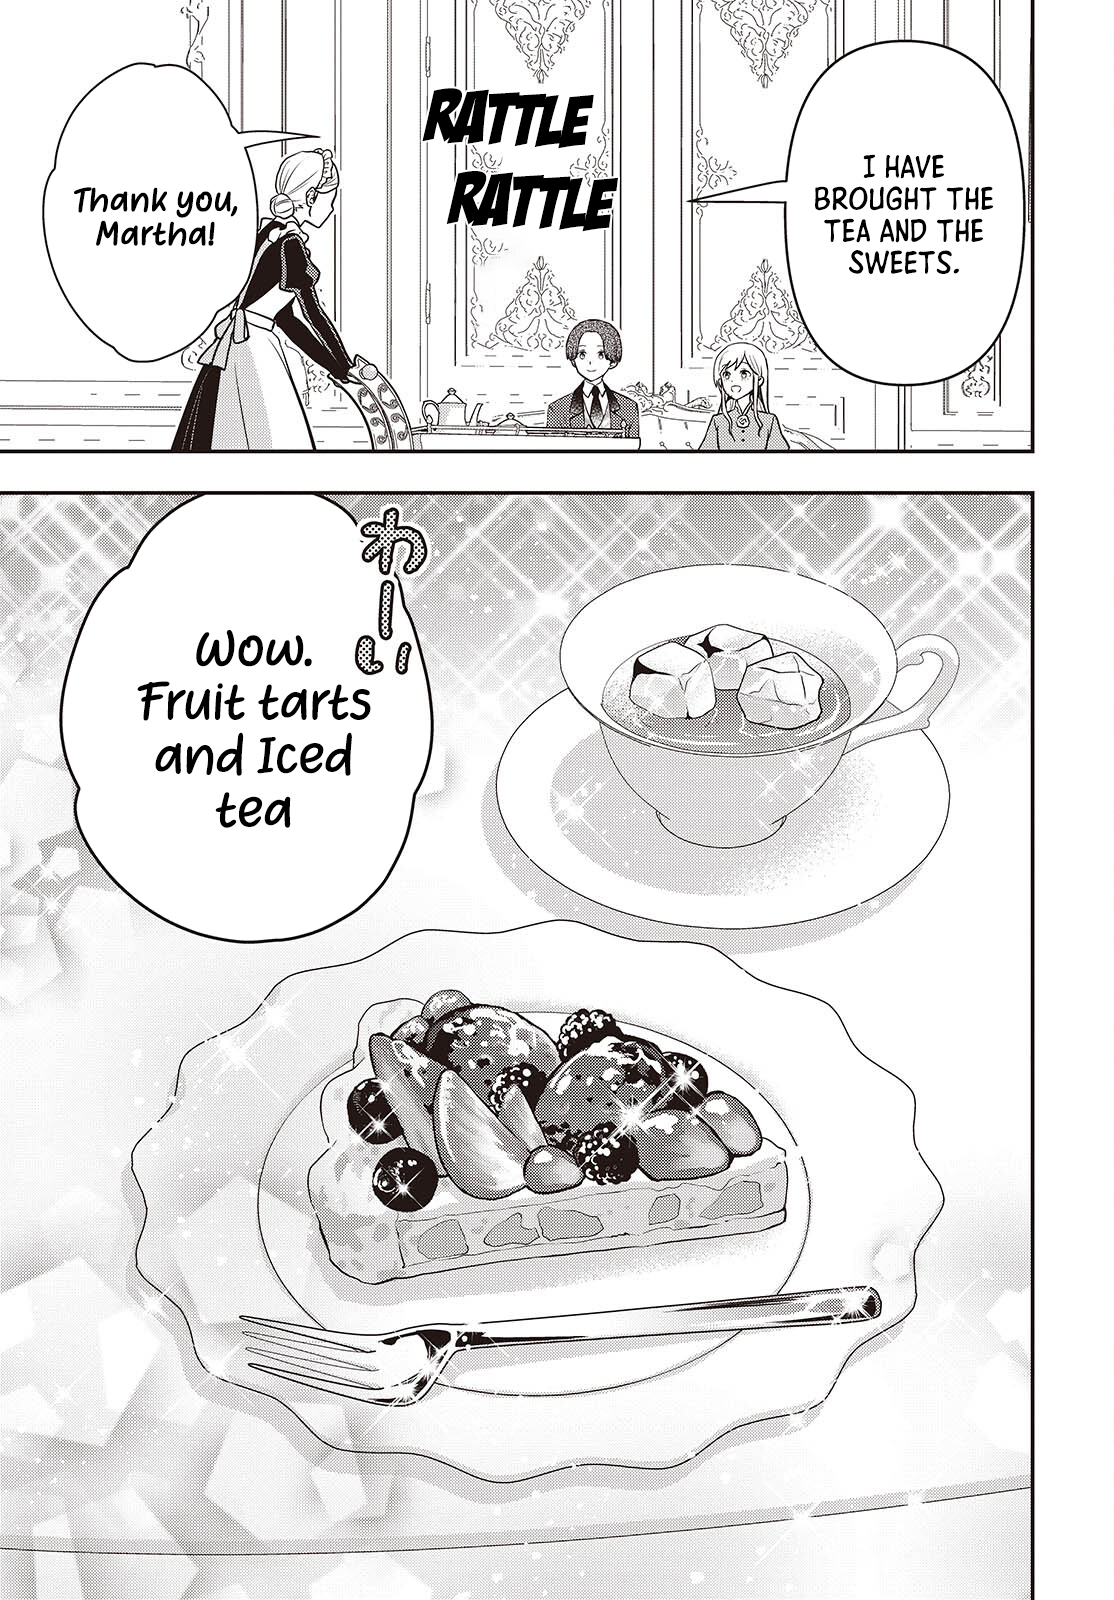 I HAVE
BROUGHT THE
TEA AND THE
SWEETS.
RATTLE
RATTLE
Thank you,
Martha!
わーい
Wow.
Fruit tarts
and Iced
tea